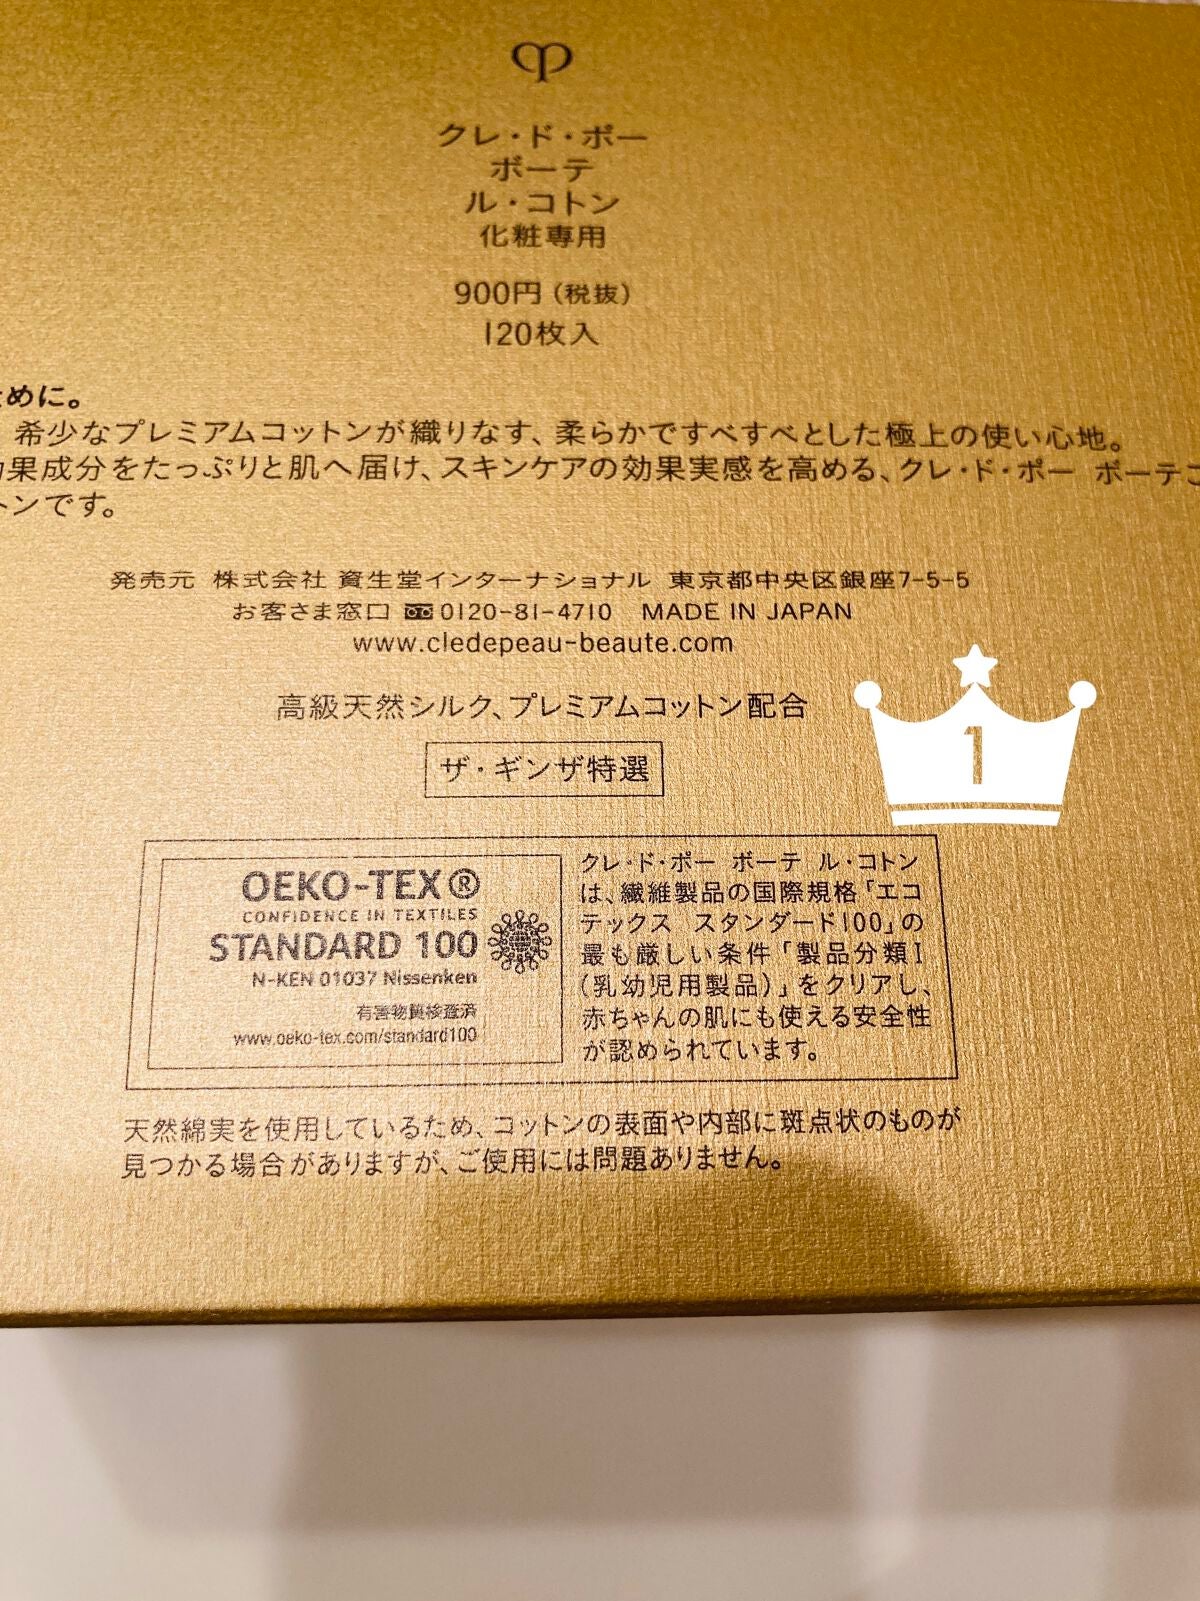 クレ・ド・ポー
ボーテ
ル・コトン
化粧専用
900円（税抜）
120枚入
ために。
希少なプレミアムコットンが織りなす、柔らかですべすべとした極上の使い心地。
効果成分をたっぷりと肌へ届け、スキンケアの効果実感を高める、クレ・ド・ポー ボーテ
トンです。
発売元 株式会社 資生堂インターナショナル 東京都中央区銀座7-5-5
お客さま窓口 0120-81-4710 MADE IN JAPAN
www.cledepeau-beaute.com
高級天然シルク、プレミアムコットン配合
1
ザ・ギンザ特選
OEKO-TEX®
CONFIDENCE IN TEXTILES
STANDARD 100
N-KEN 01037 Nissenken
有害物質検査済
www.oeko-tex.com/standard100
クレ・ド・ポー ボーテ ル・コトン
は、繊維製品の国際規格「エコ
テックス スタンダード100」の
最も厳しい条件「製品分類I
（乳幼児用製品）」をクリアし、
赤ちゃんの肌にも使える安全性
が認められています。
天然綿実を使用しているため、コットンの表面や内部に斑点状のものが
見つかる場合がありますが、ご使用には問題ありません。